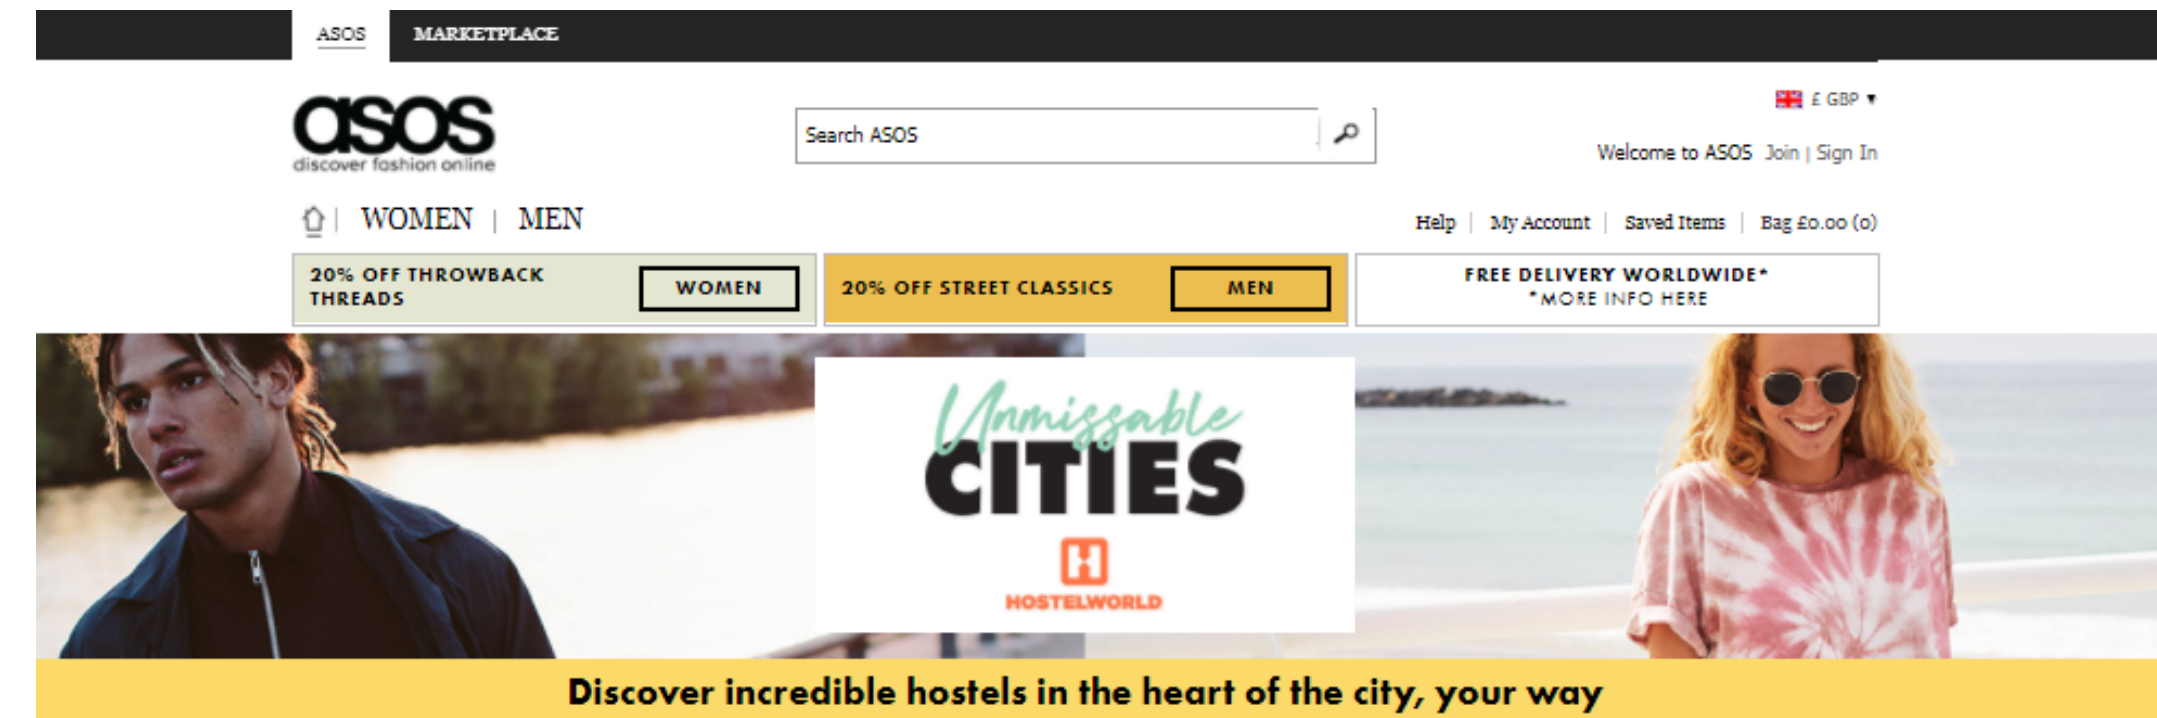 ASOS MARKETPLACE
asos
discover fashion online
Search ASOS
£ GBP ▼
Welcome to ASOS Join | Sign In
WOMEN | MEN
Help | My Account | Saved Items | Bag £0.00 (0)
20% OFF THROWBACK
THREADS
WOMEN
20% OFF STREET CLASSICS
MEN
FREE DELIVERY WORLDWIDE*
*MORE INFO HERE
Unmissable
CITIES
H
HOSTELWORLD
Discover incredible hostels in the heart of the city, your way